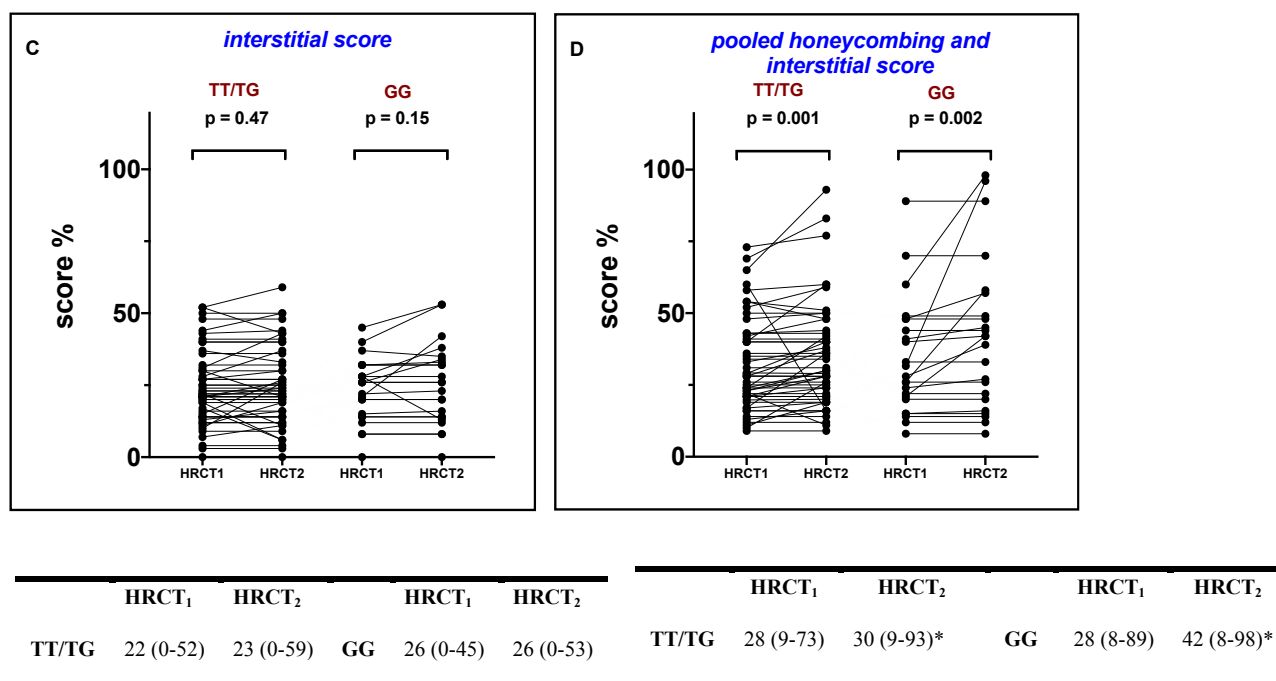 C
interstitial score
TT/TG GG
p = 0.47 p = 0.15
100
50
0
score %
HRCT1 HRCT2 HRCT1 HRCT2
D
pooled honeycombing and
interstitial score
TT/TG GG
p = 0.001 p = 0.002
100
50
0
score %
HRCT1 HRCT2 HRCT1 HRCT2
HRCT₁ HRCT₂ HRCT₁ HRCT₂
TT/TG 22 (0-52) 23 (0-59) GG 26 (0-45) 26 (0-53)
HRCT₁ HRCT₂ HRCT₁ HRCT₂
TT/TG 28 (9-73) 30 (9-93)* GG 28 (8-89) 42 (8-98)*